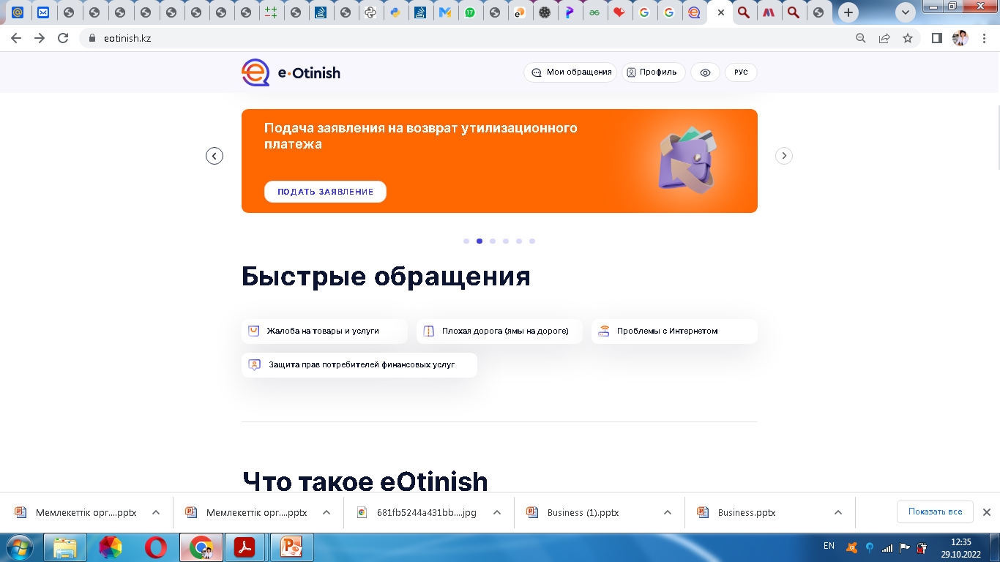 17
eotinish.kz
e·Otinish
Мои обращения
Профиль
РУС
Подача заявления на возврат утилизационного
платежа
ПОДАТЬ ЗАЯВЛЕНИЕ
Быстрые обращения
Жалоба на товары и услуги
Плохая дорога (ямы на дороге)
Проблемы с Интернетом
Защита прав потребителей финансовых услуг
Что такое eOtinish
Мемлекеттік орг....pptx
Мемлекеттік орг....pptx
681fb5244a431bb....jpg
Business (1).pptx
Business.pptx
Показать все
EN
12:35
29.10.2022